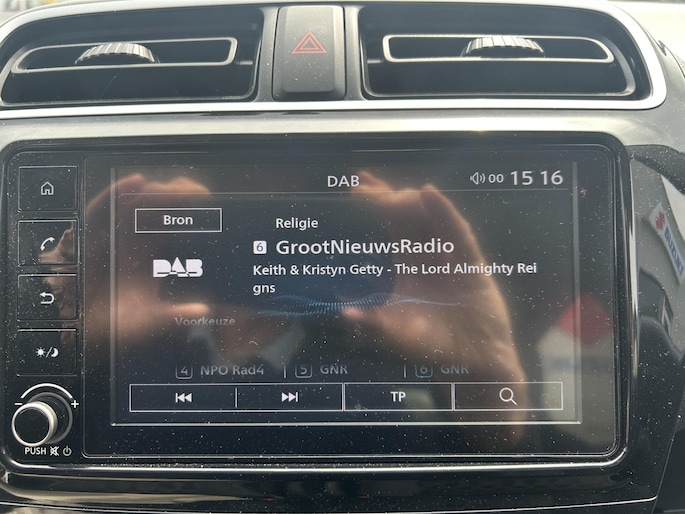 DAB
00 15 16
Bron
Religie
6 GrootNieuwsRadio
DAB
Keith & Kristyn Getty - The Lord Almighty Rei
gns
Voorkeuze
4 NPO Rad4
5 GNR
6 GNR
TP
PUSH